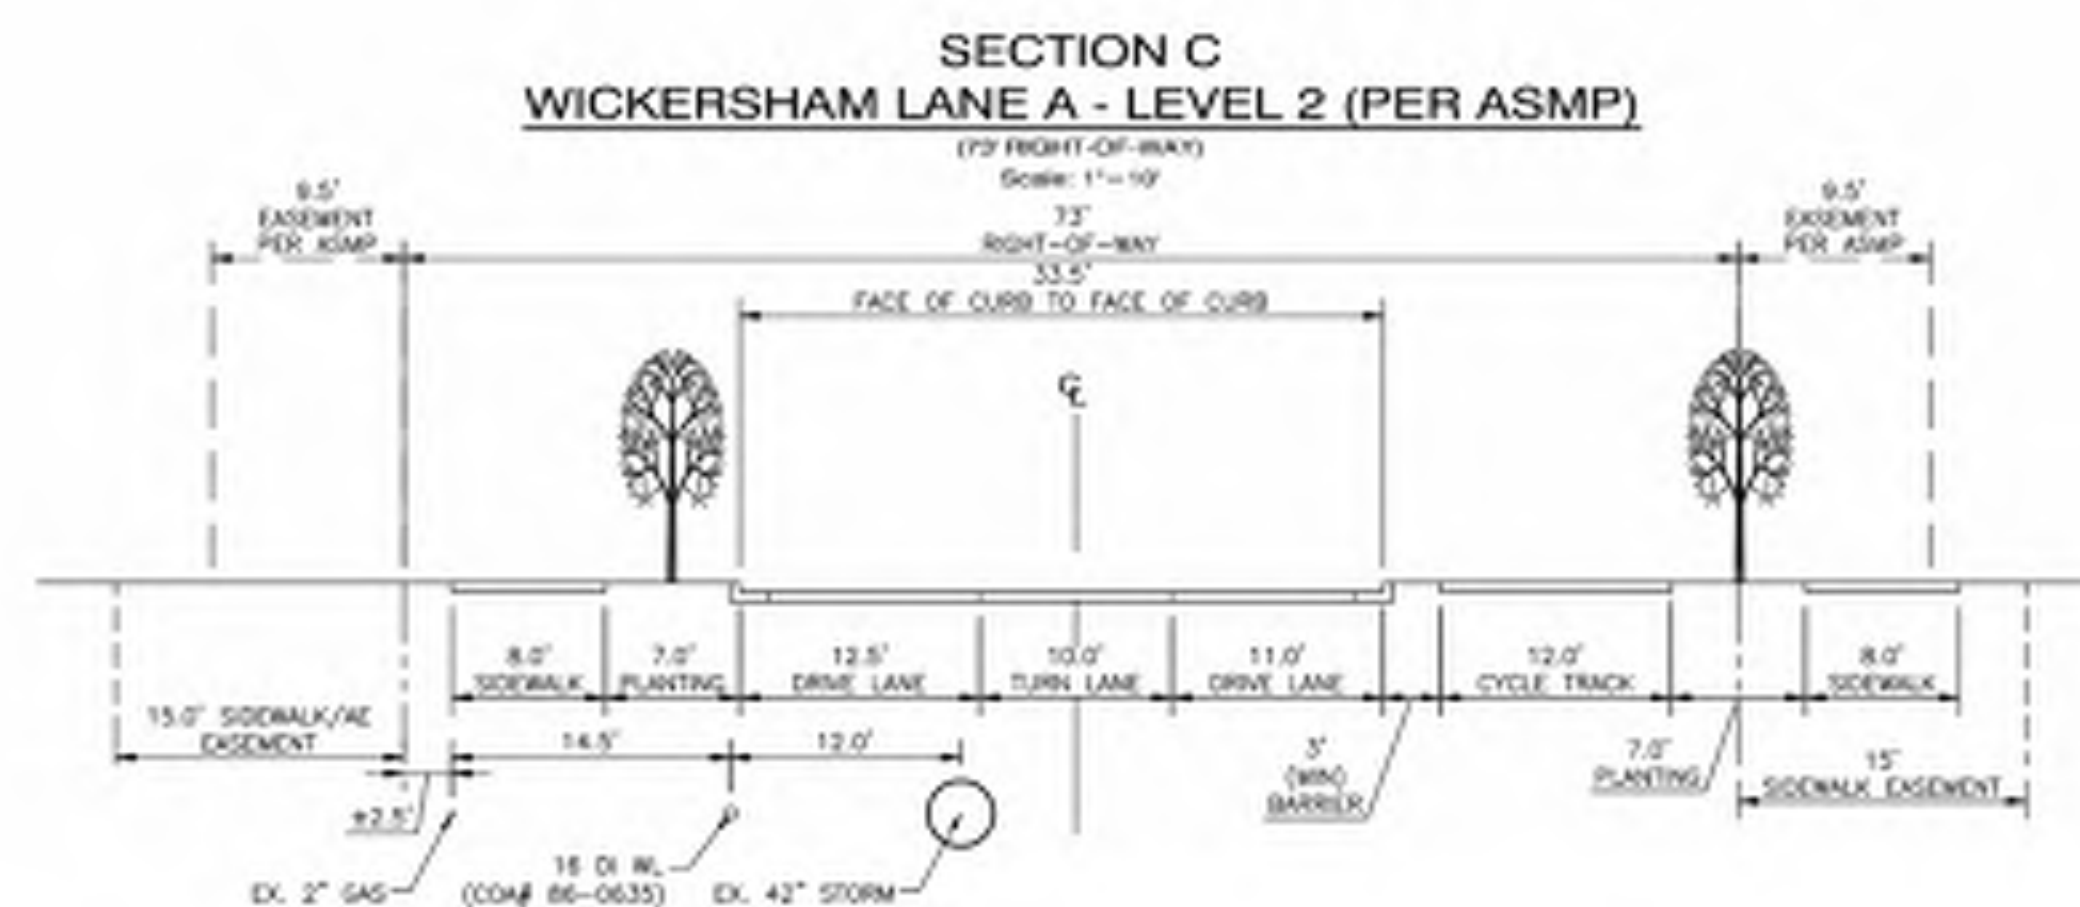 SECTION C
WICKERSHAM LANE A - LEVEL 2 (PER ASMP)
(73' RIGHT-OF-WAY)
Scale: 1"=10'
9.5'
EASEMENT
PER ASMP
73'
RIGHT-OF-WAY
9.5'
EASEMENT
PER ASMP
33.5'
FACE OF CURB TO FACE OF CURB
CL
8.0'
SIDEWALK
7.0'
PLANTING
12.5'
DRIVE LANE
10.0'
TURN LANE
11.0'
DRIVE LANE
12.0'
CYCLE TRACK
8.0'
SIDEWALK
15.0' SIDEWALK/AE
EASEMENT
14.5'
12.0'
3'
(MIN)
BARRIER
7.0'
PLANTING
15'
SIDEWALK EASEMENT
±2.5'
EX. 2" GAS
16 DI WL
(COA# 86-0635)
EX. 42" STORM